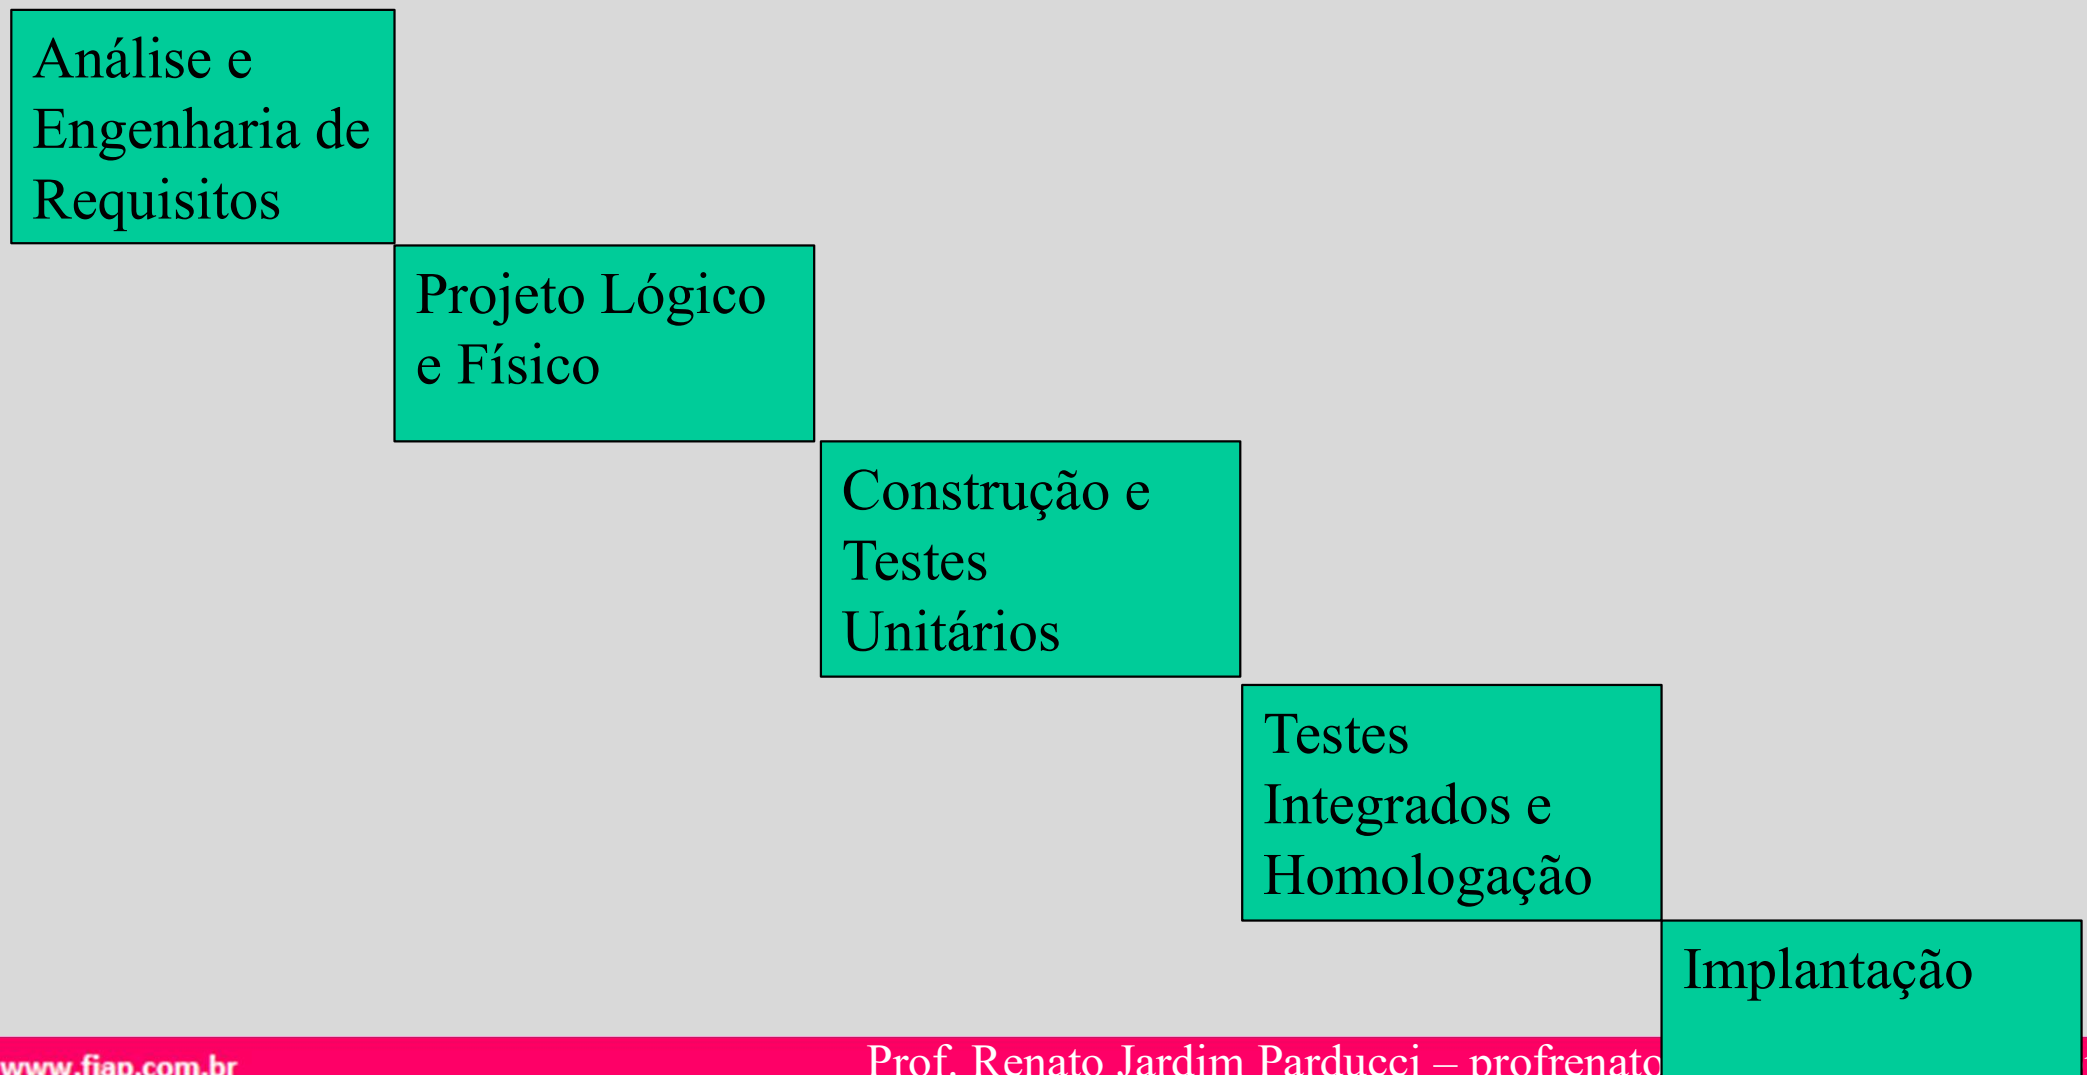 Análise e
Engenharia de
Requisitos
Projeto Lógico
e Físico
Construção e
Testes
Unitários
Testes
Integrados e
Homologação
Implantação
www.fiap.com.br
Prof. Renato Jardim Parducci – profrenato